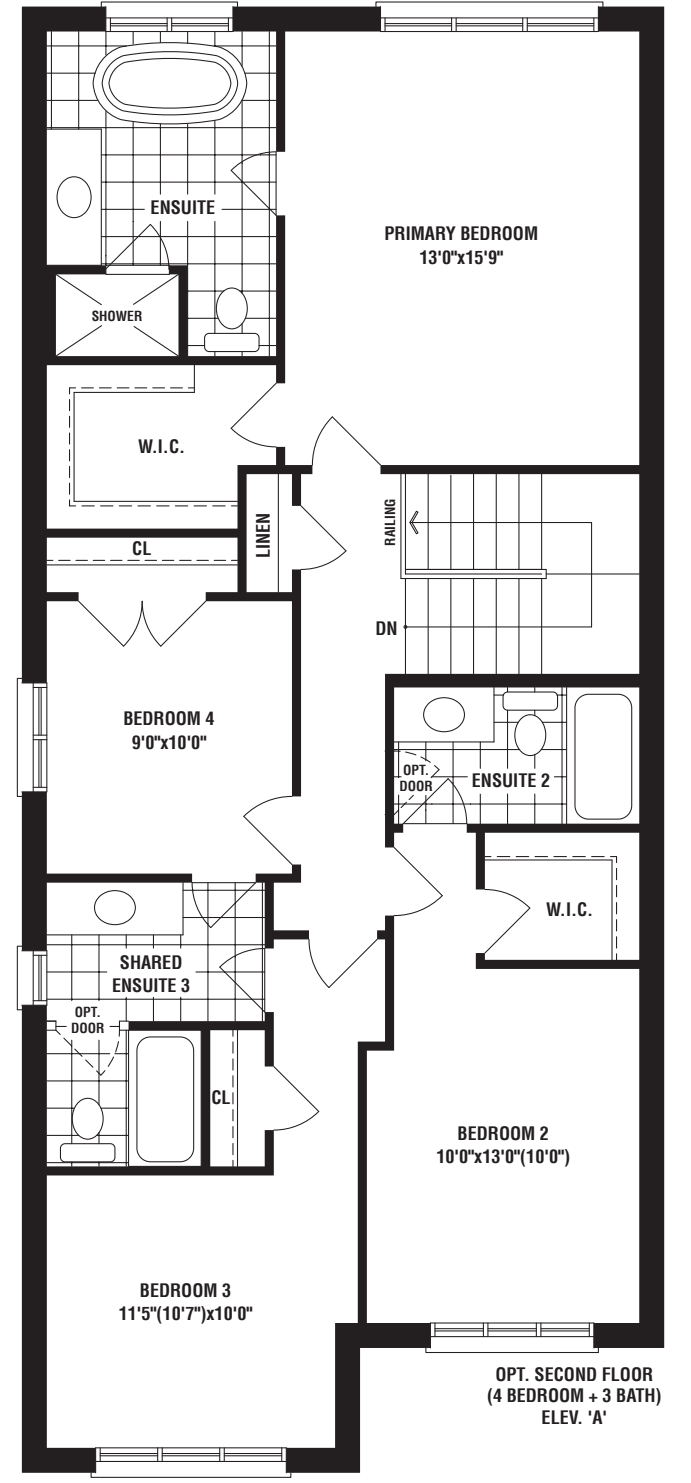 ENSUITE
PRIMARY BEDROOM
13'0"x15'9"
SHOWER
W.I.C.
LINEN
RAILING
CL
DN
BEDROOM 4
9'0"x10'0"
OPT.
DOOR
ENSUITE 2
W.I.C.
SHARED
ENSUITE 3
OPT.
DOOR
CL
BEDROOM 2
10'0"x13'0"(10'0")
BEDROOM 3
11'5"(10'7")x10'0"
OPT. SECOND FLOOR
(4 BEDROOM + 3 BATH)
ELEV. 'A'